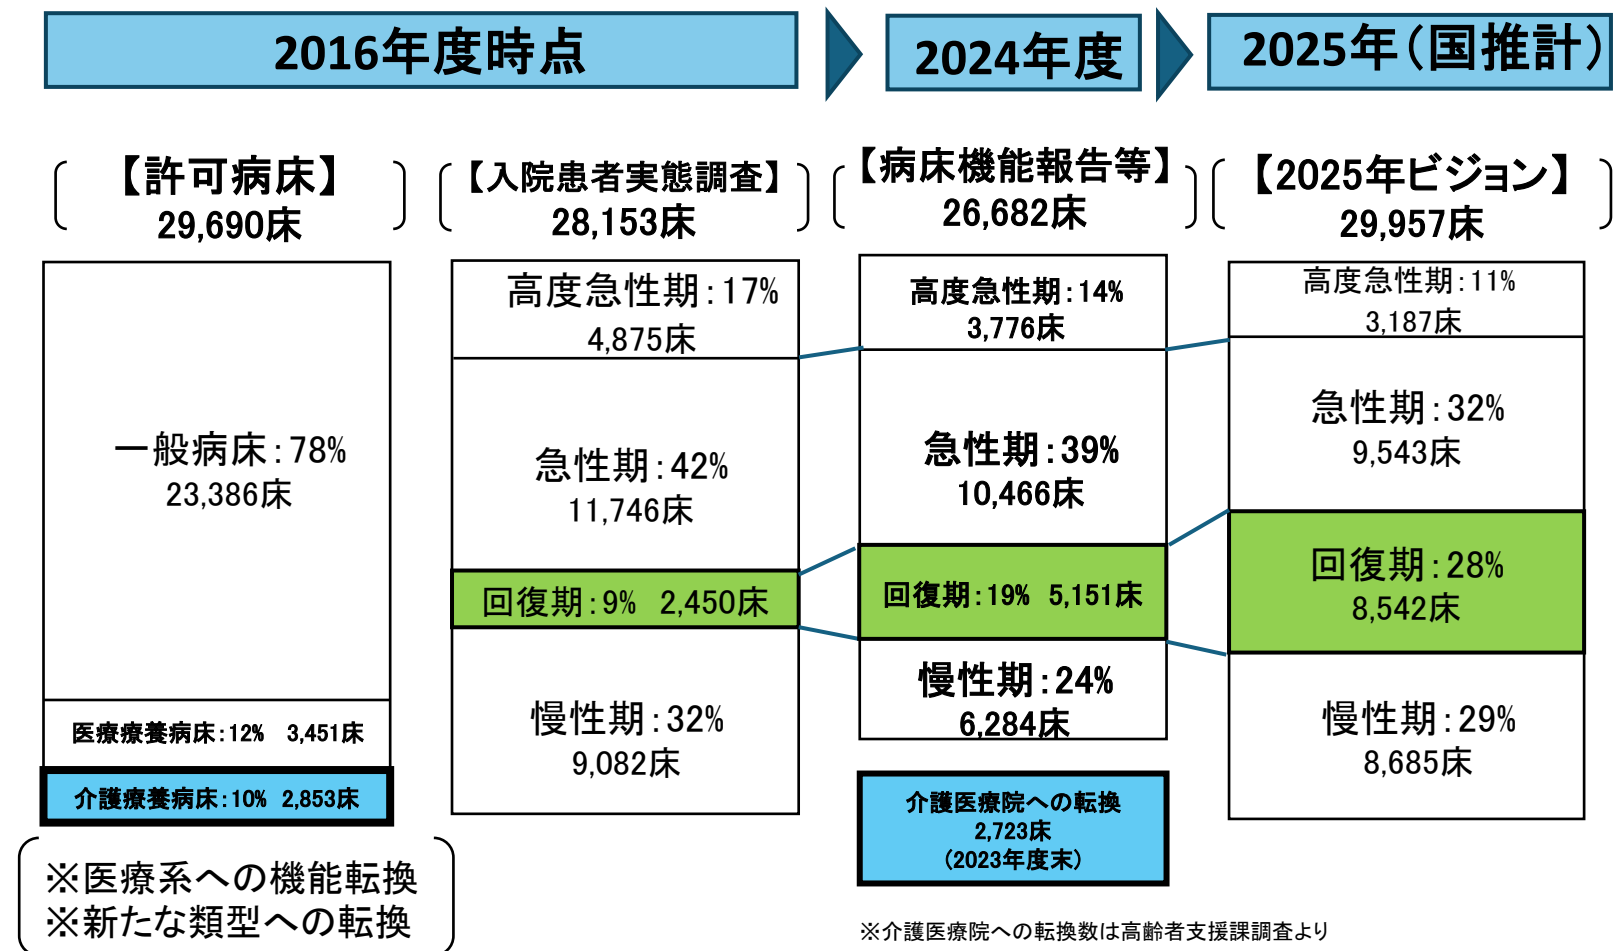 2016年度時点
2024年度
2025年(国推計)
【許可病床】
29,690床
【入院患者実態調査】
28,153床
【病床機能報告等】
26,682床
【2025年ビジョン】
29,957床
一般病床:78%
23,386床
医療療養病床:12% 3,451床
介護療養病床:10% 2,853床
※医療系への機能転換
※新たな類型への転換
高度急性期:17%
4,875床
急性期:42%
11,746床
回復期:9% 2,450床
慢性期:32%
9,082床
高度急性期:14%
3,776床
急性期:39%
10,466床
回復期:19% 5,151床
慢性期:24%
6,284床
介護医療院への転換
2,723床
(2023年度末)
高度急性期:11%
3,187床
急性期:32%
9,543床
回復期:28%
8,542床
慢性期:29%
8,685床
※介護医療院への転換数は高齢者支援課調査より